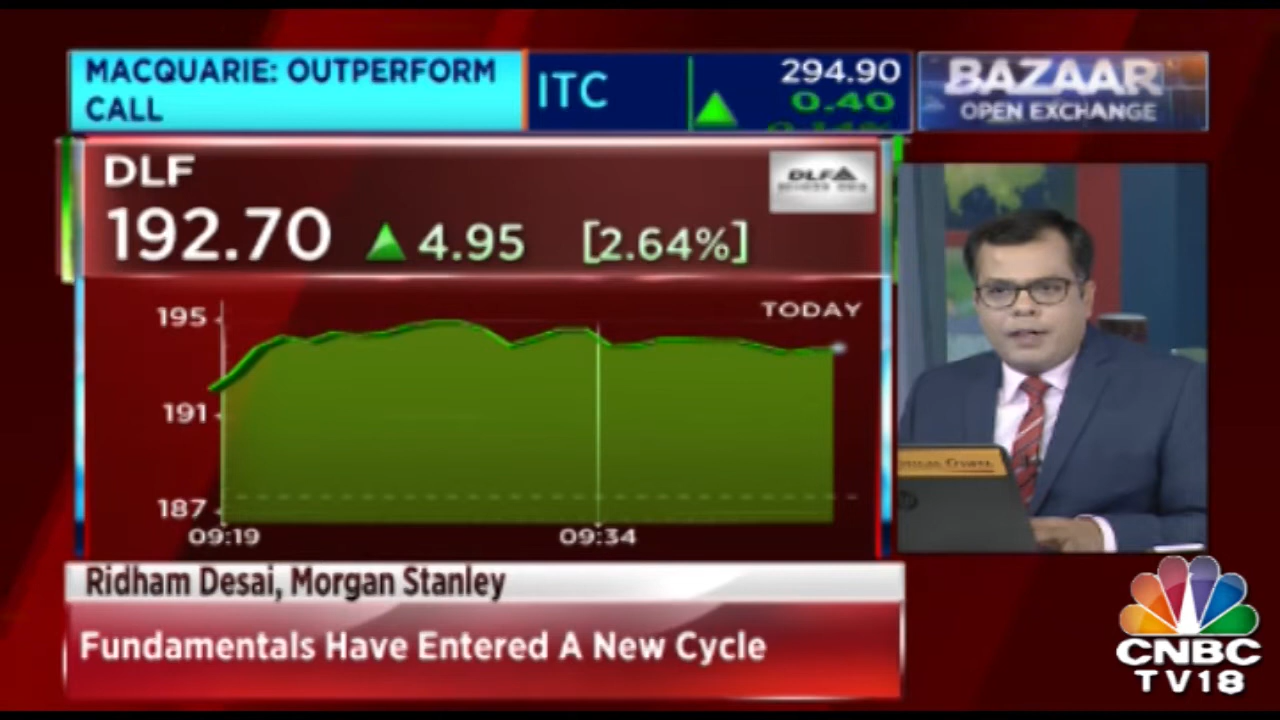 MACQUARIE: OUTPERFORM
CALL
ITC
294.90
0.40
BAZAAR
OPEN EXCHANGE
DLF
192.70 4.95 [2.64%]
DLF
TODAY
195
191
187
09:19 09:34
Ridham Desai, Morgan Stanley
Fundamentals Have Entered A New Cycle
CNBC
TV18